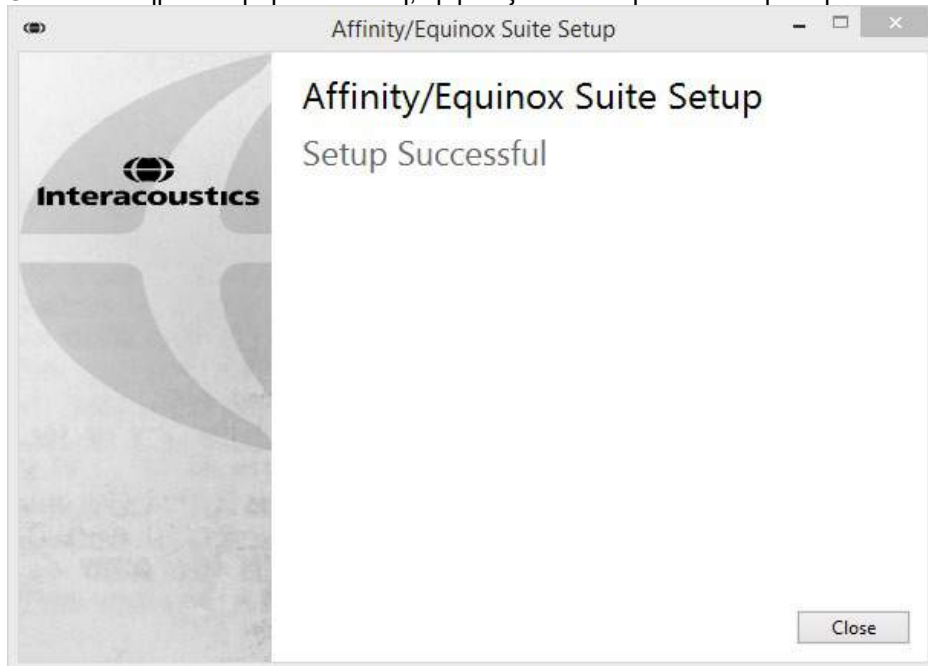 Affinity/Equinox Suite Setup
Affinity/Equinox Suite Setup
Setup Successful
Interacoustics
Close